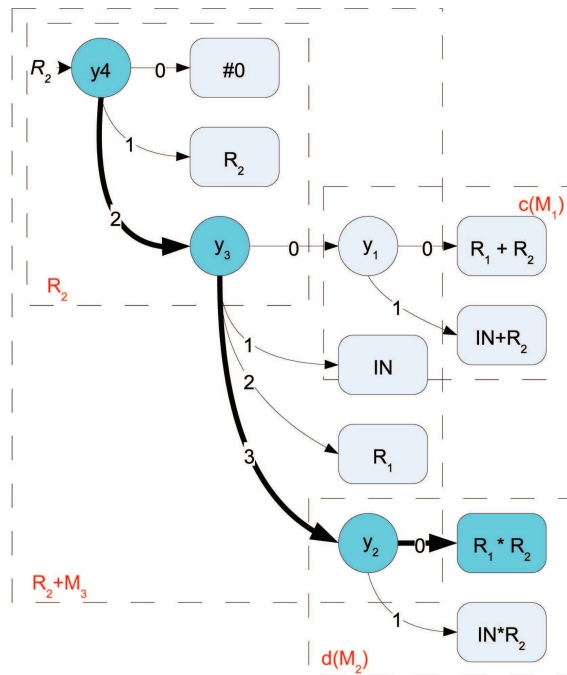 R₂ y4 0 #0
1 R₂
2
y₃ 0 y₁ 0 R₁ + R₂
c(M₁)
R₂
1 IN+R₂
1 IN
2
R₁
3
y₂ 0 R₁ * R₂
R₂+M₃
1 IN*R₂
d(M₂)